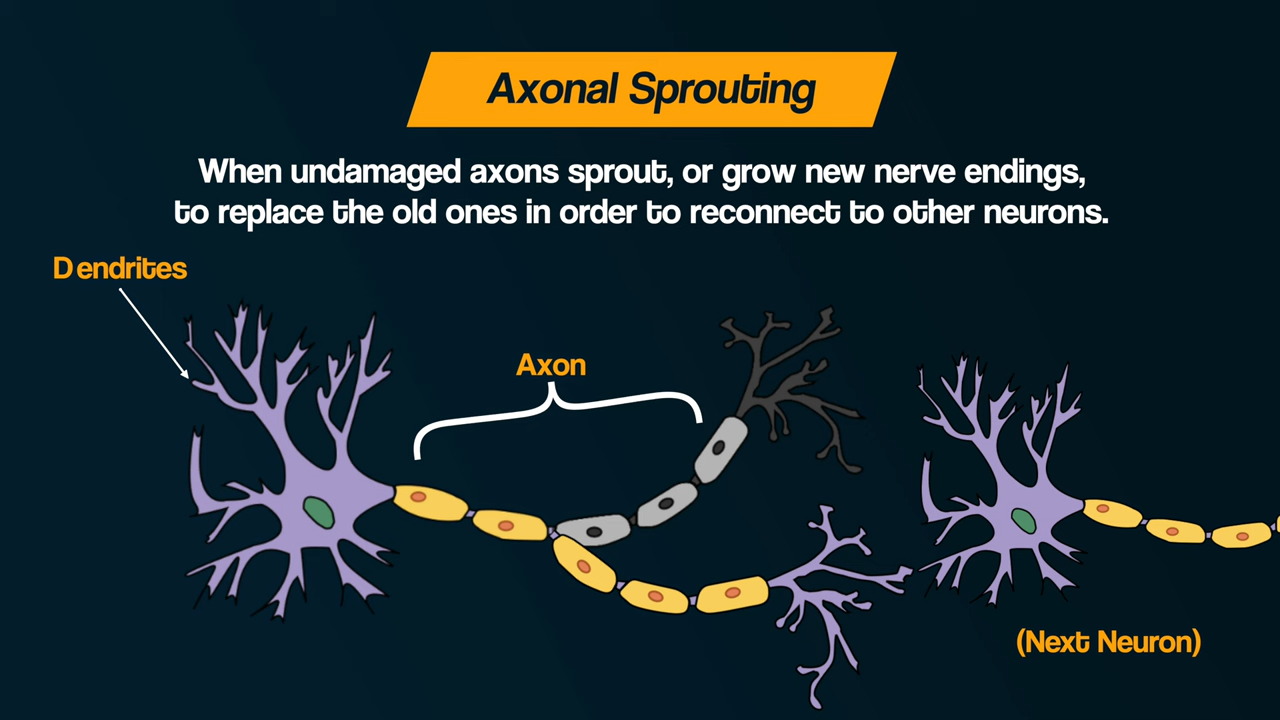 Axonal Sprouting
When undamaged axons sprout, or grow new nerve endings,
to replace the old ones in order to reconnect to other neurons.
Dendrites
Axon
(Next Neuron)